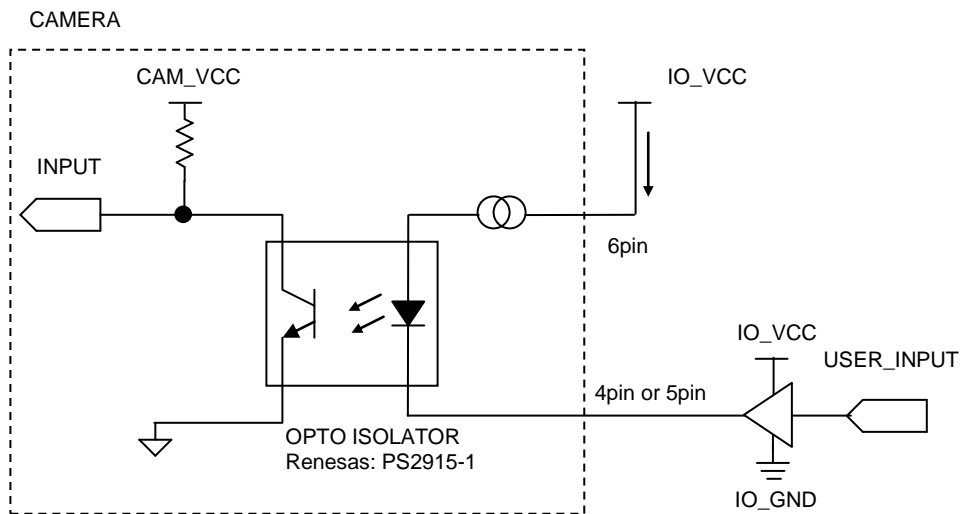 CAMERA
CAM_VCC
IO_VCC
INPUT
6pin
IO_VCC
USER_INPUT
4pin or 5pin
OPTO ISOLATOR
Renesas: PS2915-1
IO_GND